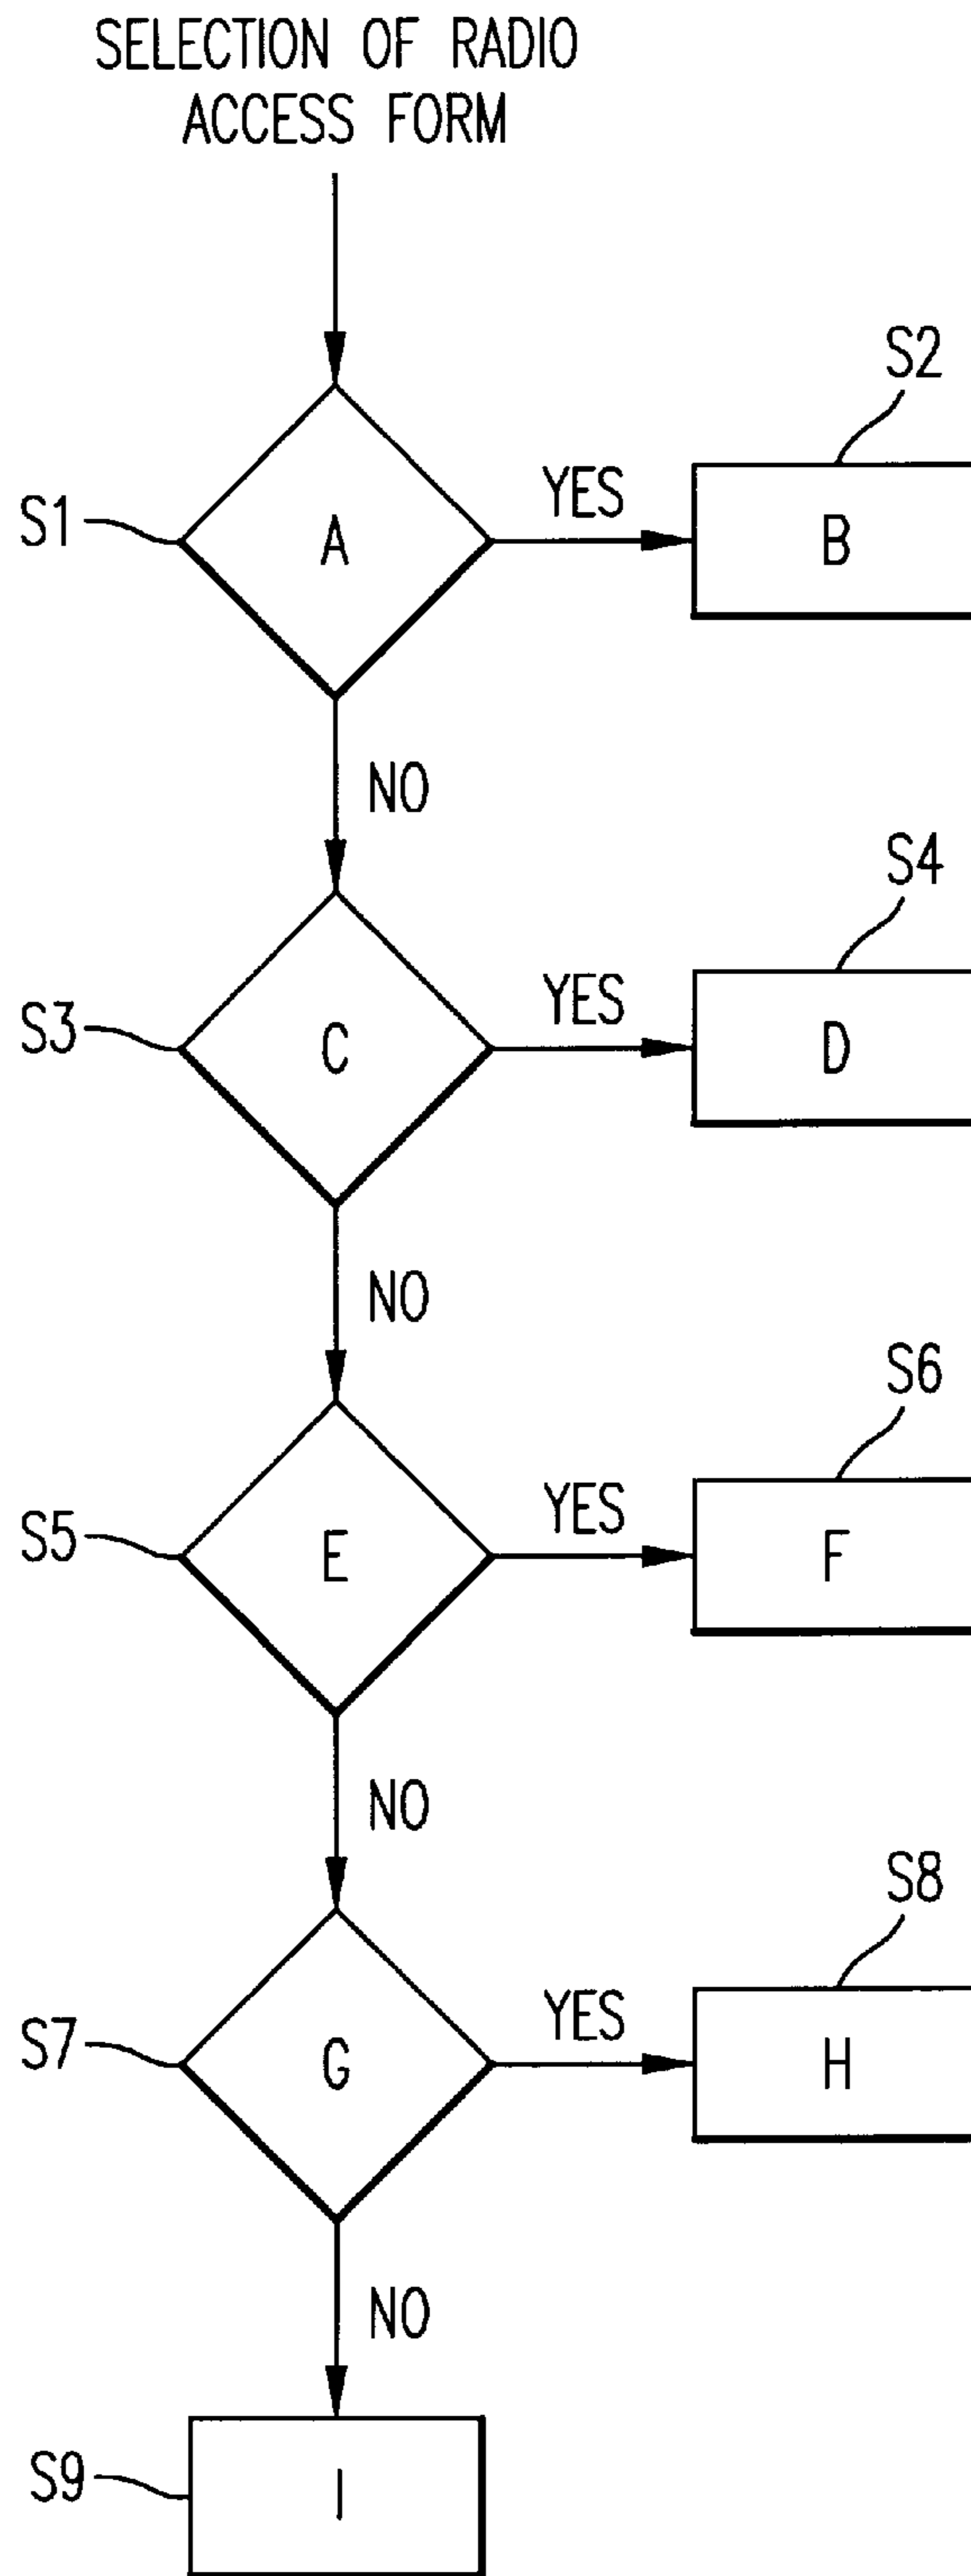 SELECTION OF RADIO
ACCESS FORM
S2
S1
A
YES
B
NO
S4
S3
C
YES
D
NO
S6
S5
E
YES
F
NO
S8
S7
G
YES
H
NO
S9
I